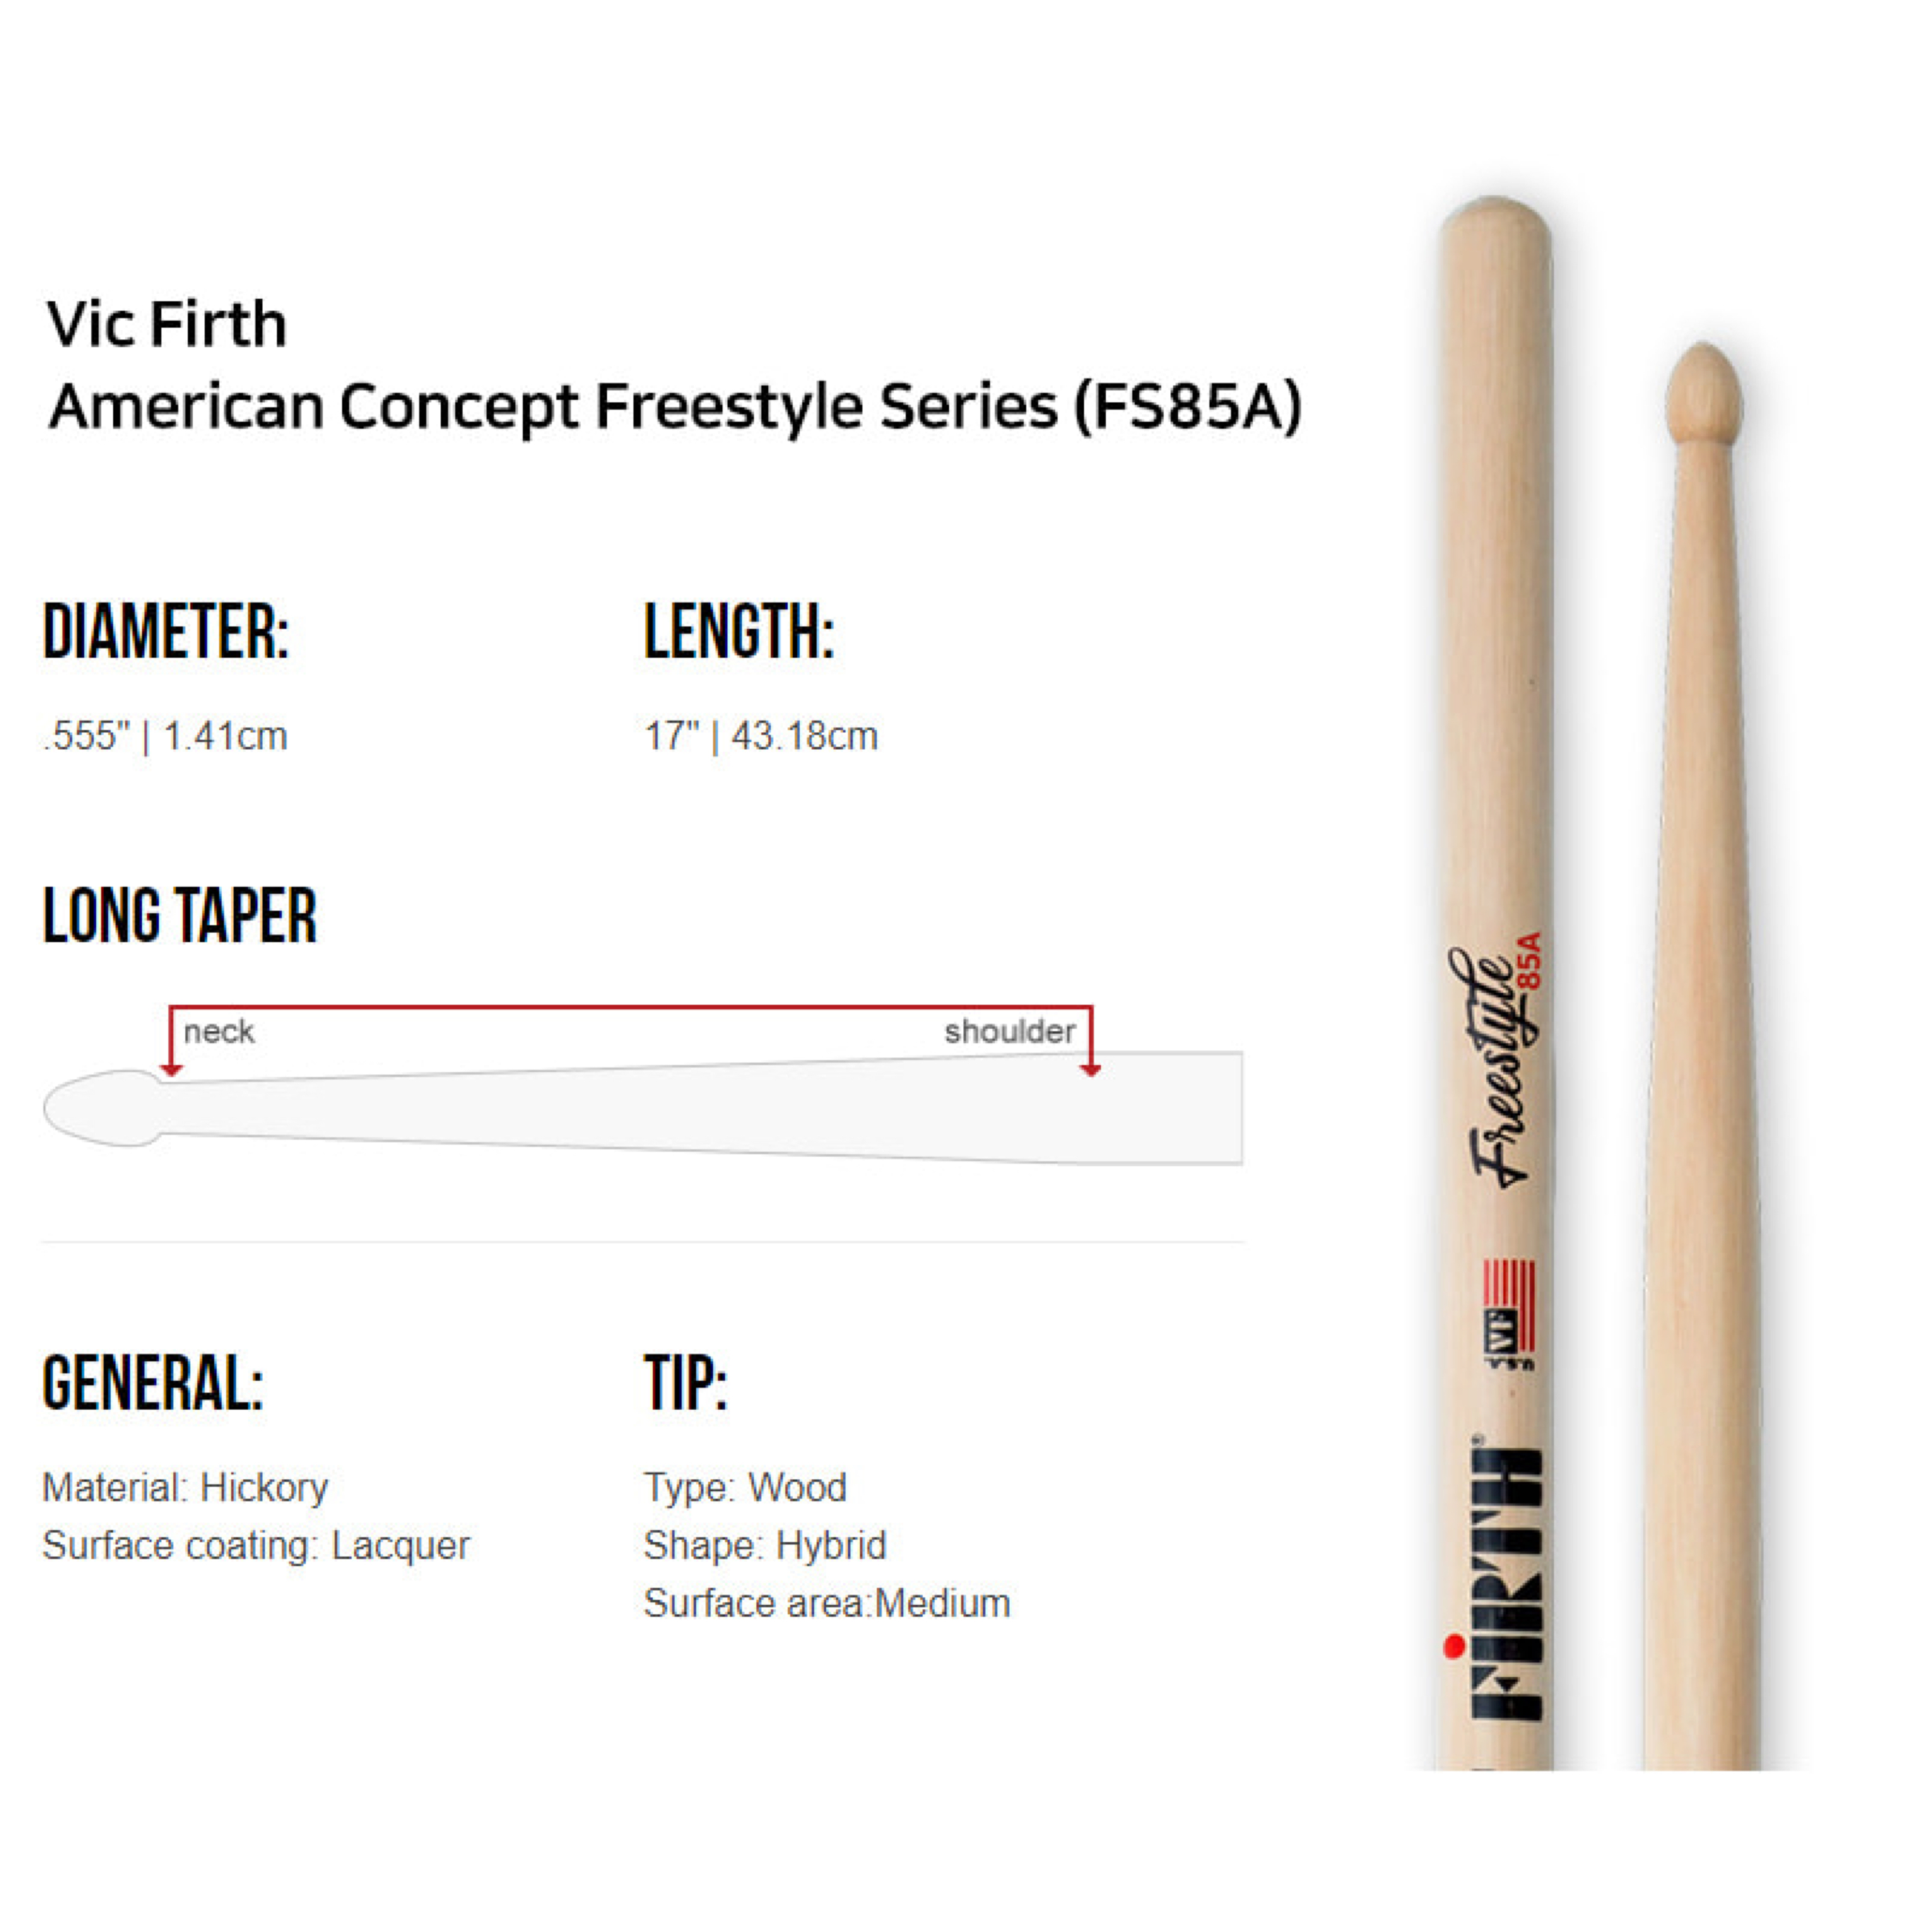 Vic Firth
American Concept Freestyle Series (FS85A)
DIAMETER:
.555" | 1.41cm
LENGTH:
17" | 43.18cm
LONG TAPER
neck
shoulder
GENERAL:
Material: Hickory
Surface coating: Lacquer
TIP:
Type: Wood
Shape: Hybrid
Surface area:Medium
Freestyle
85A
VF
U.S.A
FIRTH®